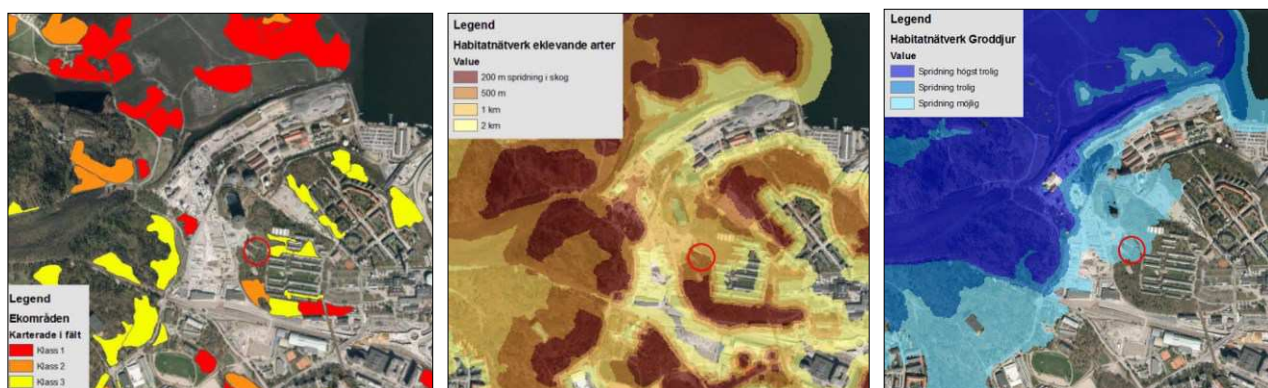 Legend
Ekområden
Karterade i fält
Klass 1
Klass 2
Klass 3
Legend
Habitatnätverk eklevande arter
Value
200 m spridning i skog
500 m
1 km
2 km
Legend
Habitatnätverk Groddjur
Value
Spridning högst trolig
Spridning trolig
Spridning möjlig